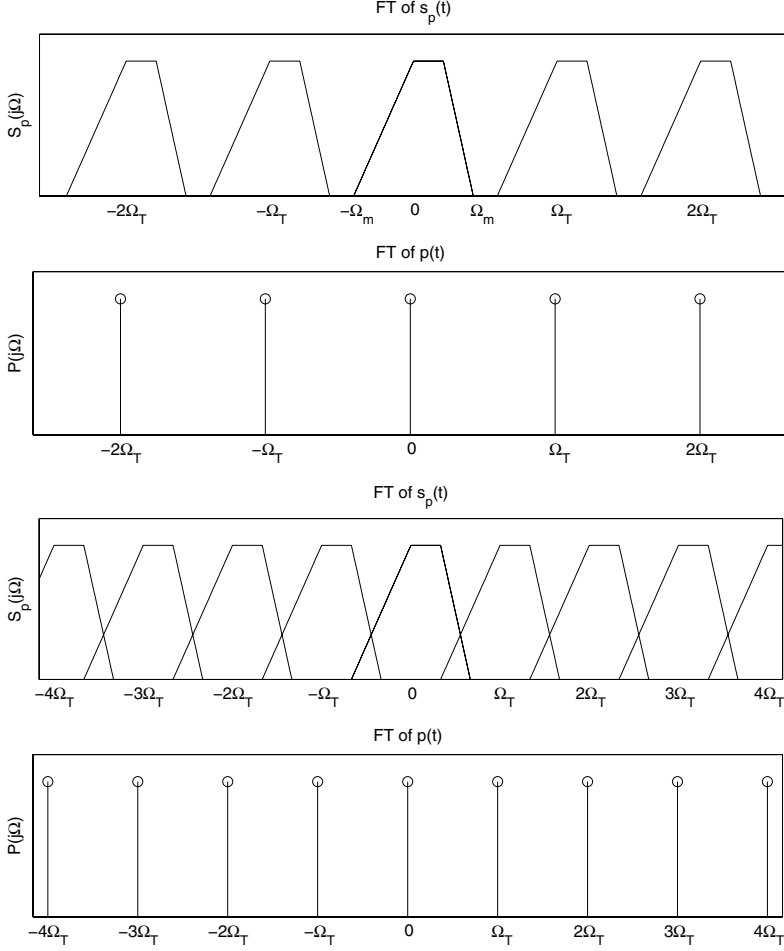 FT of s_p(t)
S_p(jΩ)
−2Ω_T −Ω_T −Ω_m 0 Ω_m Ω_T 2Ω_T
FT of p(t)
P(jΩ)
−2Ω_T −Ω_T 0 Ω_T 2Ω_T
FT of s_p(t)
S_p(jΩ)
−4Ω_T −3Ω_T −2Ω_T −Ω_T 0 Ω_T 2Ω_T 3Ω_T 4Ω_T
FT of p(t)
P(jΩ)
−4Ω_T −3Ω_T −2Ω_T −Ω_T 0 Ω_T 2Ω_T 3Ω_T 4Ω_T